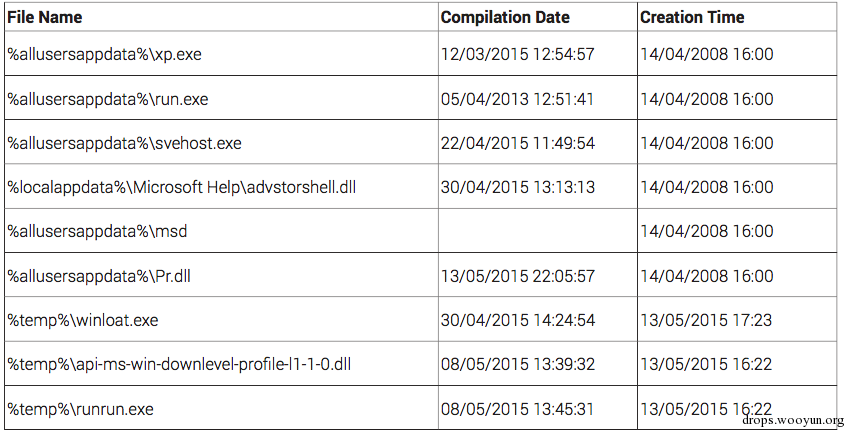 File Name Compilation Date Creation Time
%allusersappdata%\xp.exe 12/03/2015 12:54:57 14/04/2008 16:00
%allusersappdata%\run.exe 05/04/2013 12:51:41 14/04/2008 16:00
%allusersappdata%\svehost.exe 22/04/2015 11:49:54 14/04/2008 16:00
%localappdata%\Microsoft Help\advstorshell.dll 30/04/2015 13:13:13 14/04/2008 16:00
%allusersappdata%\msd 14/04/2008 16:00
%allusersappdata%\Pr.dll 13/05/2015 22:05:57 14/04/2008 16:00
%temp%\winloat.exe 30/04/2015 14:24:54 13/05/2015 17:23
%temp%\api-ms-win-downlevel-profile-l1-1-0.dll 08/05/2015 13:39:32 13/05/2015 16:22
%temp%\runrun.exe 08/05/2015 13:45:31 13/05/2015 16:22
drops.wooyun.org